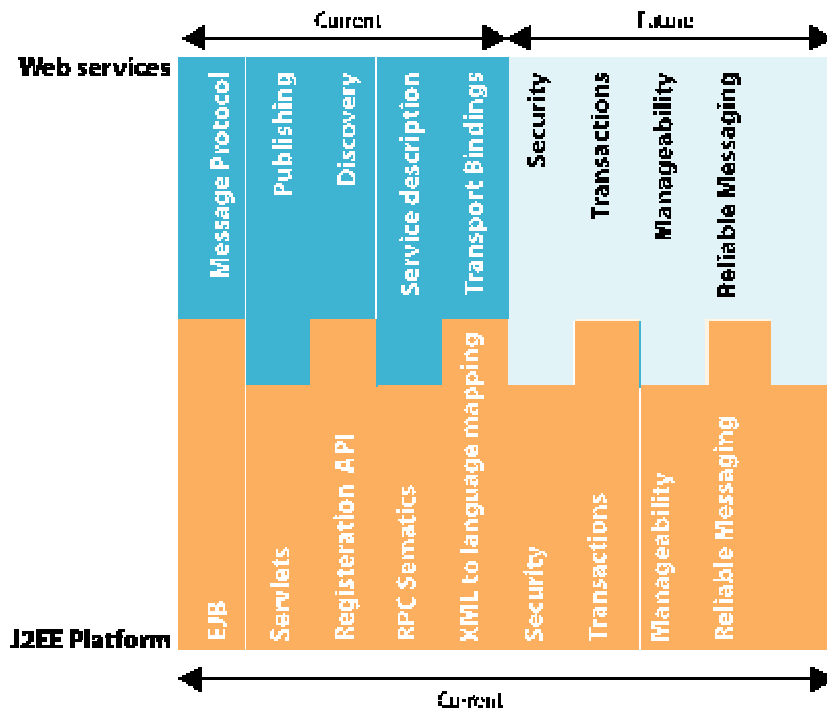 Current
Future
Web services
Message Protocol
Publishing
Discovery
Service description
Transport Bindings
Security
Transactions
Manageability
Reliable Messaging
EJB
Servlets
Registeration API
RPC Sematics
XML to language mapping
Security
Transactions
Manageability
Reliable Messaging
J2EE Platform
Current